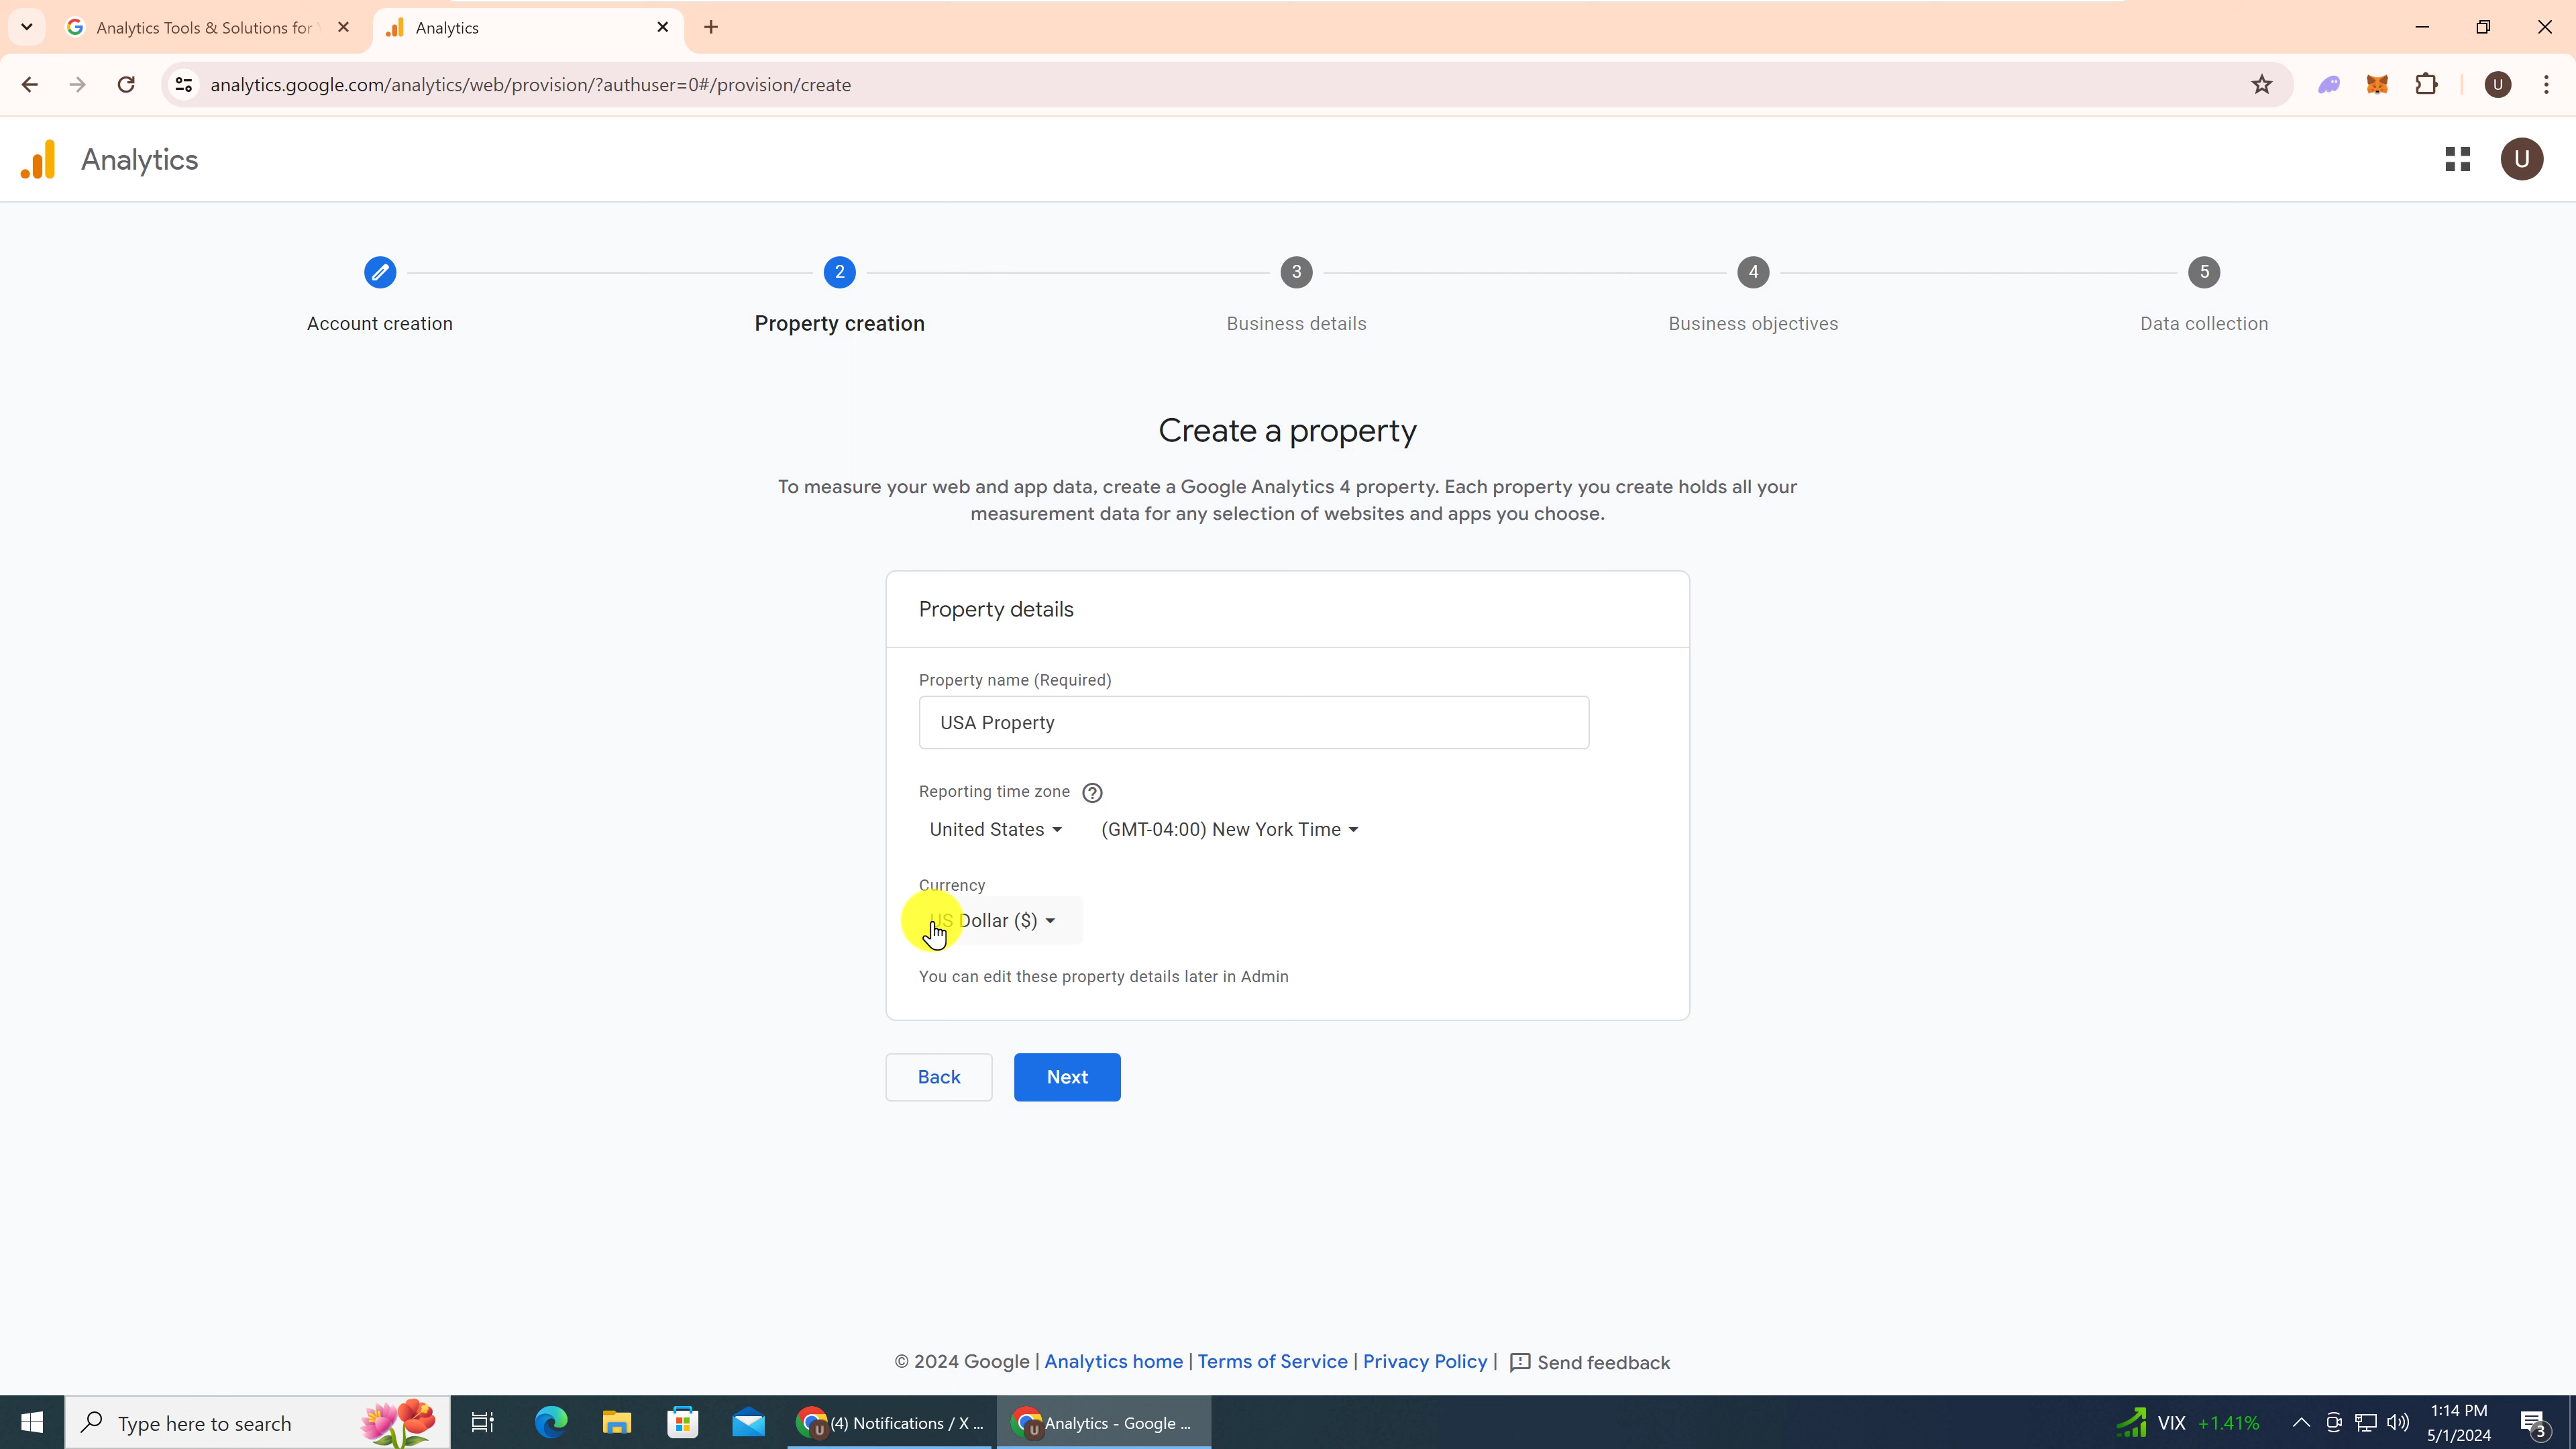 Analytics Tools & Solutions for
Analytics
analytics.google.com/analytics/web/provision/?authuser=0#/provision/create
U
Analytics
U
2
3
4
5
Account creation
Property creation
Business details
Business objectives
Data collection
Create a property
To measure your web and app data, create a Google Analytics 4 property. Each property you create holds all your
measurement data for any selection of websites and apps you choose.
Property details
Property name (Required)
USA Property
Reporting time zone
United States
(GMT-04:00) New York Time
Currency
US Dollar ($)
You can edit these property details later in Admin
Back
Next
© 2024 Google | Analytics home | Terms of Service | Privacy Policy | Send feedback
Type here to search
(4) Notifications / X ...
Analytics - Google ...
VIX +1.41%
1:14 PM
5/1/2024
3